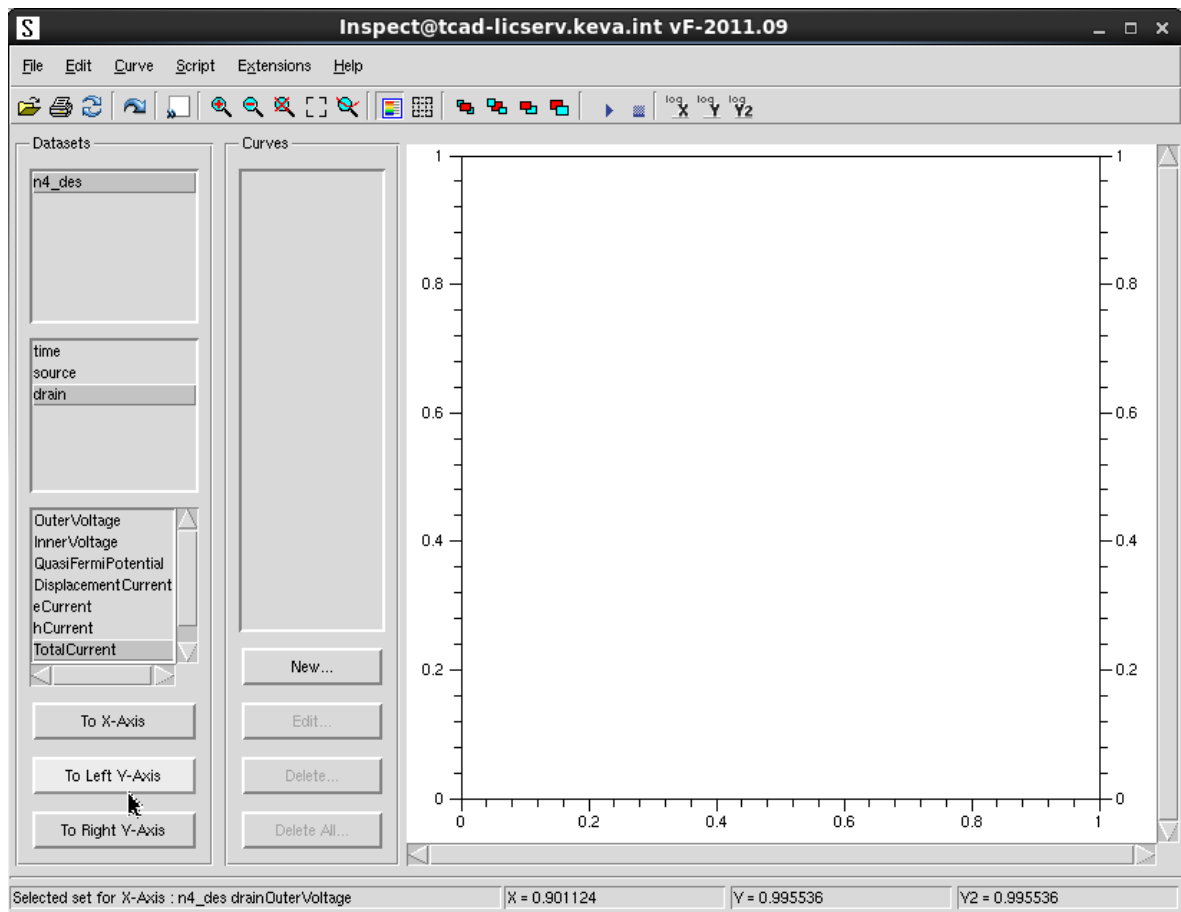 S Inspect@tcad-licserv.keva.int vF-2011.09
File Edit Curve Script Extensions Help
log X log Y log Y2
Datasets
n4_des
time
source
drain
OuterVoltage
InnerVoltage
QuasiFermiPotential
DisplacementCurrent
eCurrent
hCurrent
TotalCurrent
To X-Axis
To Left Y-Axis
To Right Y-Axis
Curves
New...
Edit...
Delete...
Delete All...
1 1
0.8 0.8
0.6 0.6
0.4 0.4
0.2 0.2
0 0
0 0.2 0.4 0.6 0.8 1
Selected set for X-Axis : n4_des drainOuterVoltage X = 0.901124 Y = 0.995536 Y2 = 0.995536